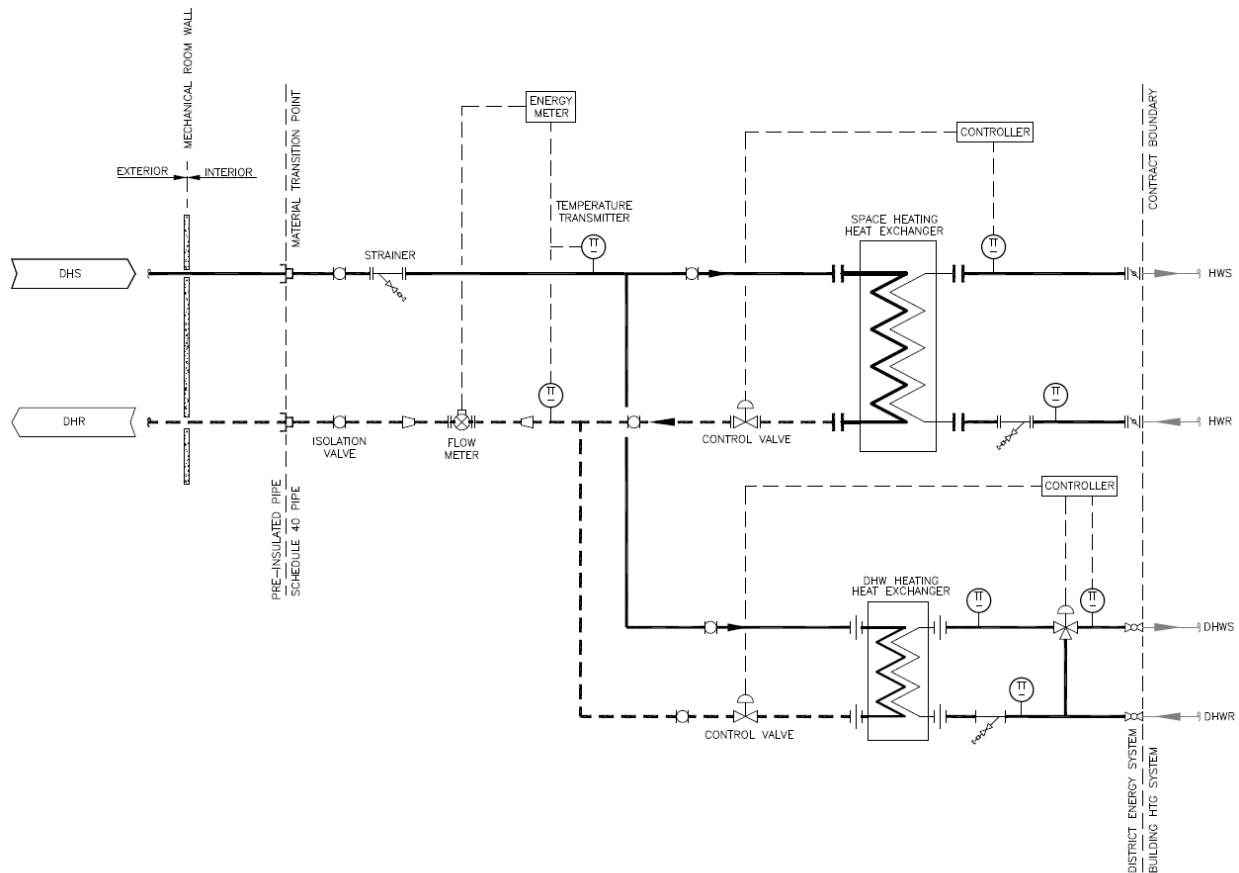 MECHANICAL ROOM WALL
EXTERIOR
INTERIOR
MATERIAL TRANSITION POINT
ENERGY
METER
CONTROLLER
CONTRACT BOUNDARY
TEMPERATURE
TRANSMITTER
TT
SPACE HEATING
HEAT EXCHANGER
TT
STRAINER
DHS
HWS
TT
TT
DHR
ISOLATION
VALVE
FLOW
METER
CONTROL VALVE
HWR
CONTROLLER
PRE-INSULATED PIPE
SCHEDULE 40 PIPE
DHW HEATING
HEAT EXCHANGER
TT
TT
DHWS
TT
CONTROL VALVE
DHWR
DISTRICT ENERGY SYSTEM
BUILDING HTG SYSTEM